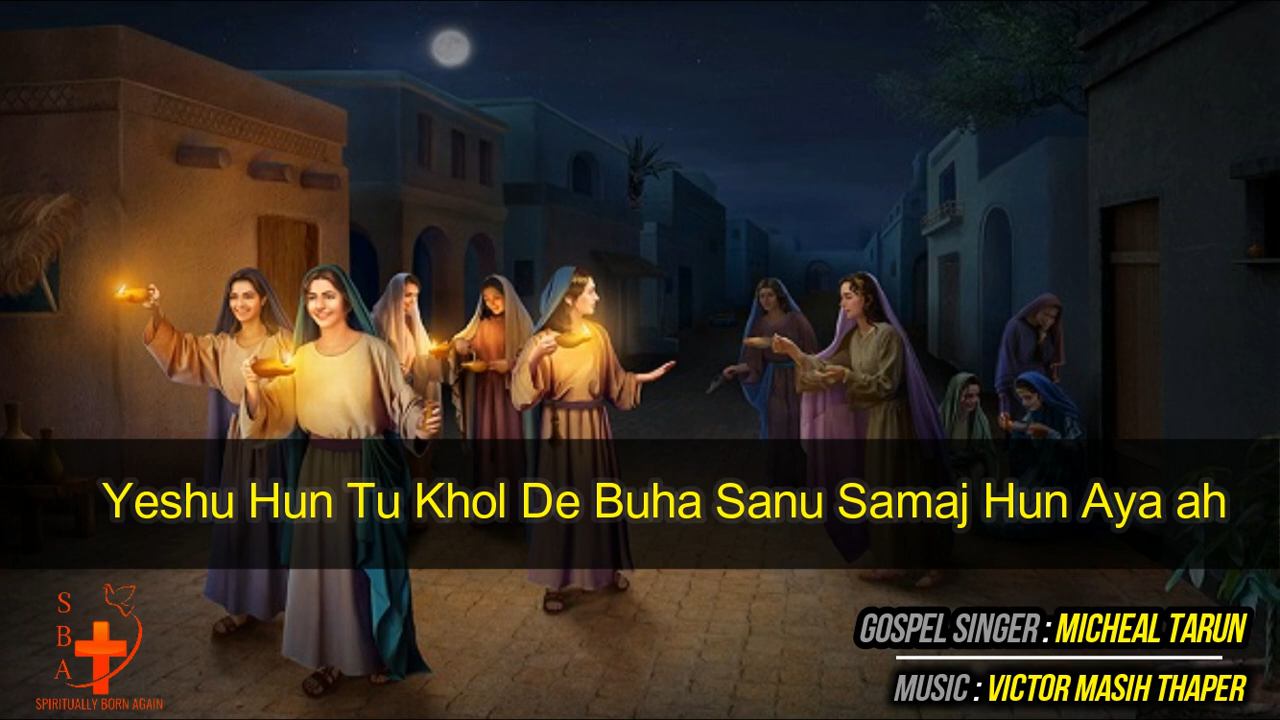 Yeshu Hun Tu Khol De Buha Sanu Samaj Hun Aya ah
S
B
A
SPIRITUALLY BORN AGAIN
GOSPEL SINGER : MICHEAL TARUN
MUSIC : VICTOR MASIH THAPER